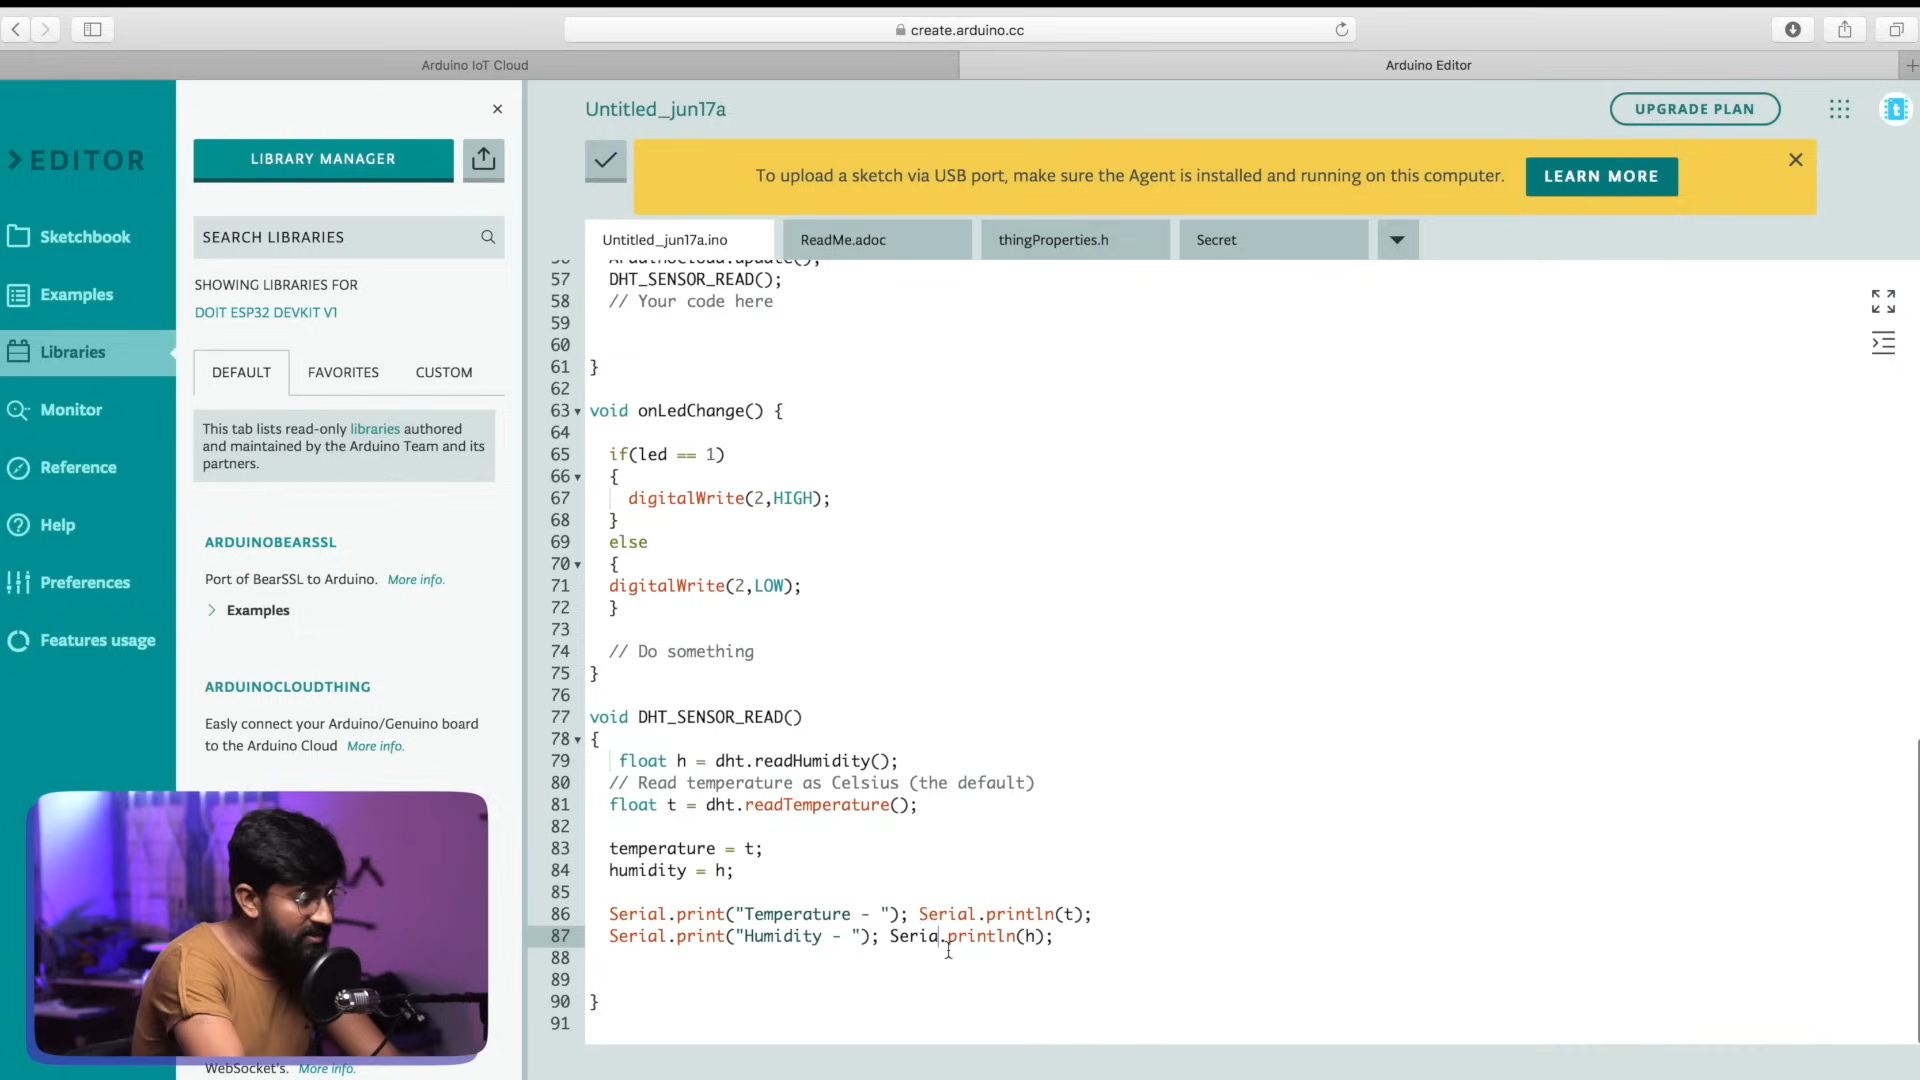 create.arduino.cc
Arduino IoT Cloud
Arduino Editor
EDITOR
Sketchbook
Examples
Libraries
Monitor
Reference
Help
Preferences
Features usage
LIBRARY MANAGER
SEARCH LIBRARIES
SHOWING LIBRARIES FOR
DOIT ESP32 DEVKIT V1
DEFAULT FAVORITES CUSTOM
This tab lists read-only libraries authored
and maintained by the Arduino Team and its
partners.
ARDUINOBEARSSL
Port of BearSSL to Arduino. More info.
Examples
ARDUINOCLOUDTHING
Easly connect your Arduino/Genuino board
to the Arduino Cloud More info.
WebSocket's. More info.
Untitled_jun17a
UPGRADE PLAN
To upload a sketch via USB port, make sure the Agent is installed and running on this computer.
LEARN MORE
Untitled_jun17a.ino ReadMe.adoc thingProperties.h Secret
56 ArduinoCloud.update();
57 DHT_SENSOR_READ();
58 // Your code here
59
60
61 }
62
63 void onLedChange() {
64
65 if(led == 1)
66 {
67 digitalWrite(2,HIGH);
68 }
69 else
70 {
71 digitalWrite(2,LOW);
72 }
73
74 // Do something
75 }
76
77 void DHT_SENSOR_READ()
78 {
79 float h = dht.readHumidity();
80 // Read temperature as Celsius (the default)
81 float t = dht.readTemperature();
82
83 temperature = t;
84 humidity = h;
85
86 Serial.print("Temperature - "); Serial.println(t);
87 Serial.print("Humidity - "); Seria.println(h);
88
89
90 }
91